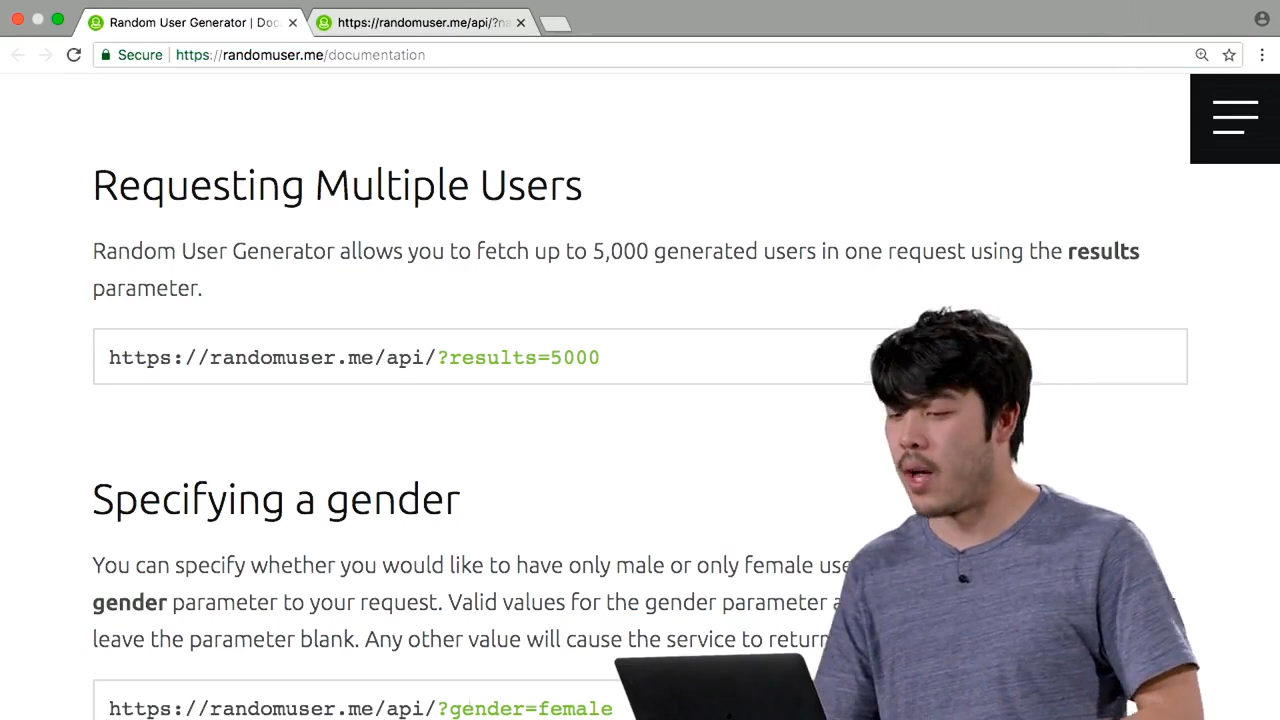 Random User Generator | Doc
https://randomuser.me/api/?na
Secure https://randomuser.me/documentation
Requesting Multiple Users
Random User Generator allows you to fetch up to 5,000 generated users in one request using the results
parameter.
https://randomuser.me/api/?results=5000
Specifying a gender
You can specify whether you would like to have only male or only female
gender parameter to your request. Valid values for the gender parameter
leave the parameter blank. Any other value will cause the service to return
https://randomuser.me/api/?gender=female